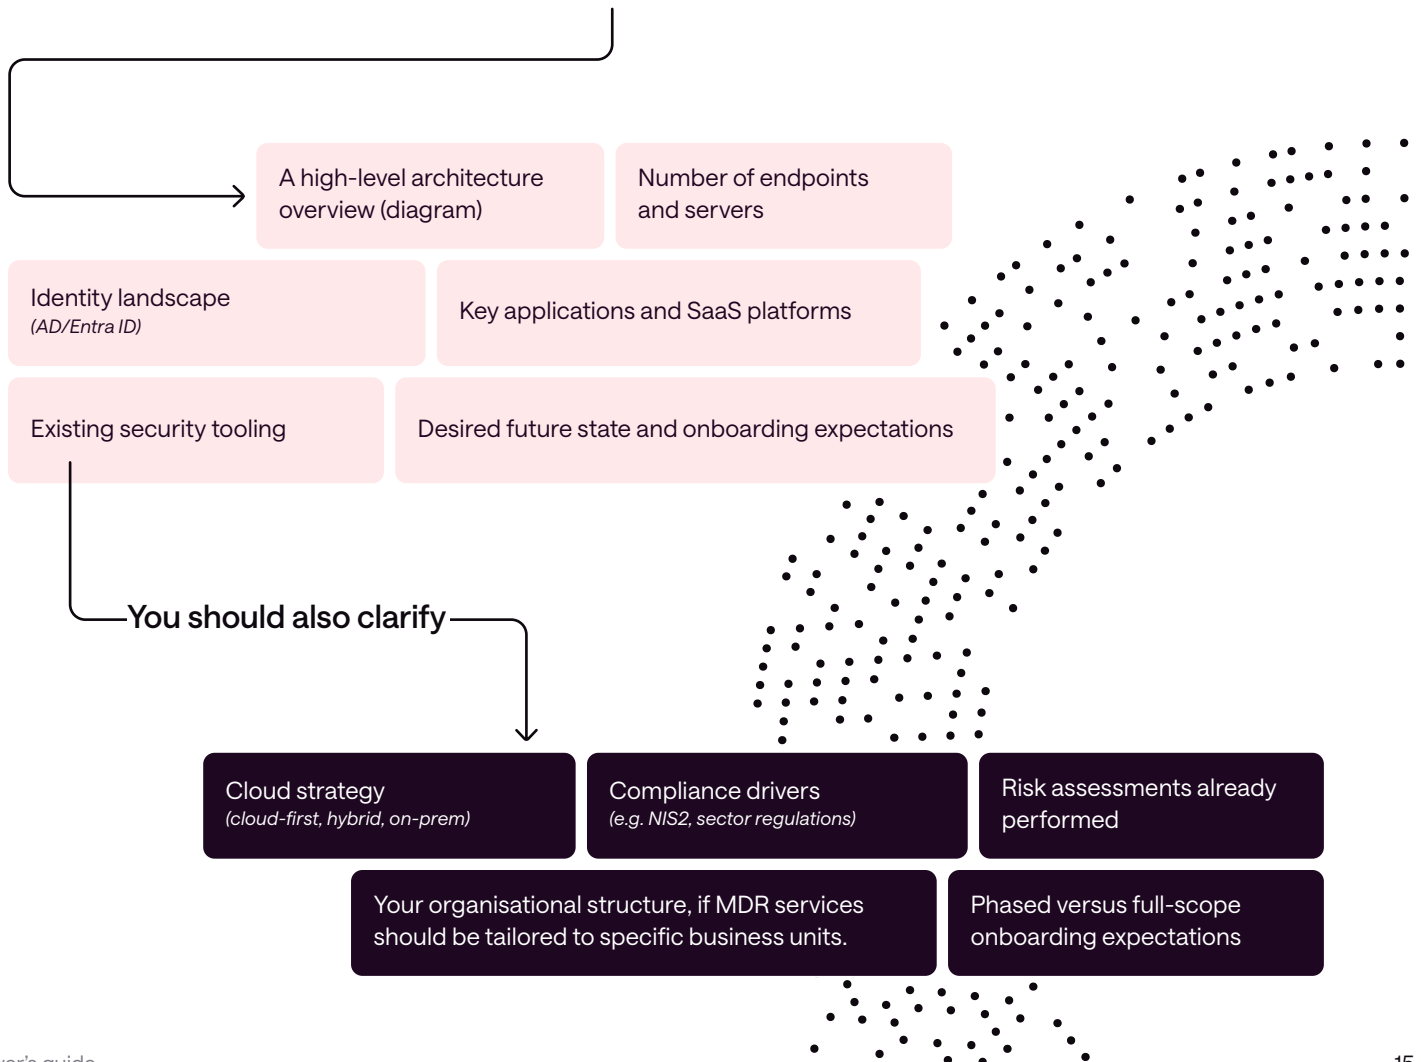 A high-level architecture
overview (diagram)
Number of endpoints
and servers
Identity landscape
(AD/Entra ID)
Key applications and SaaS platforms
Existing security tooling
Desired future state and onboarding expectations
You should also clarify
Cloud strategy
(cloud-first, hybrid, on-prem)
Compliance drivers
(e.g. NIS2, sector regulations)
Risk assessments already
performed
Your organisational structure, if MDR services
should be tailored to specific business units.
Phased versus full-scope
onboarding expectations
guide
15